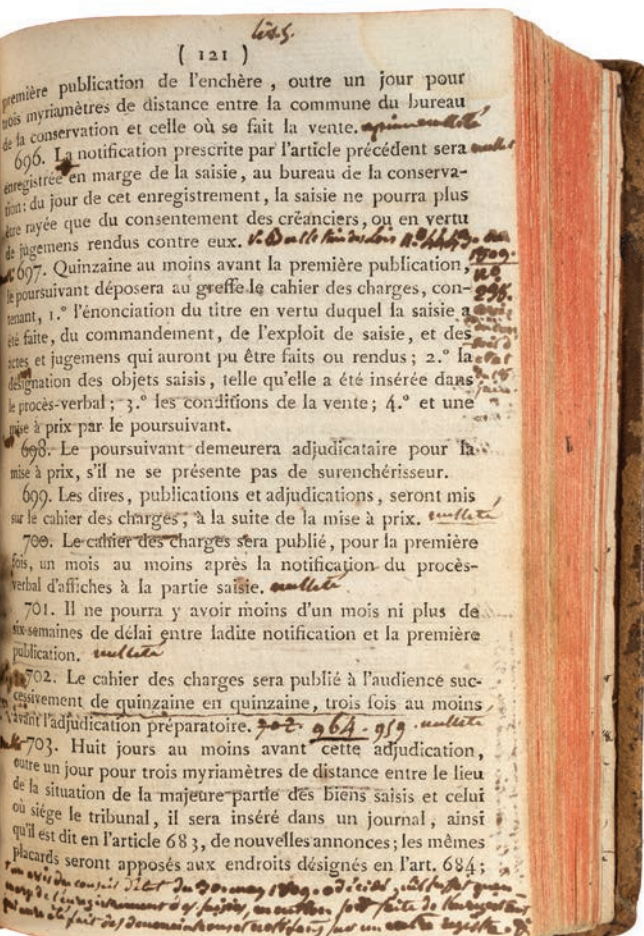 ( 121 )
première publication de l'enchère, outre un jour pour
trois myriamètres de distance entre la commune du bureau
de la conservation et celle où se fait la vente.
696. La notification prescrite par l'article précédent sera
enregistrée en marge de la saisie, au bureau de la conserva-
tion: du jour de cet enregistrement, la saisie ne pourra plus
être rayée que du consentement des créanciers, ou en vertu
de jugemens rendus contre eux.
1809.
697. Quinzaine au moins avant la première publication,
nº
le poursuivant déposera au greffe le cahier des charges, con-
tenant, 1.º l'énonciation du titre en vertu duquel la saisie a
été faite, du commandement, de l'exploit de saisie, et des
actes et jugemens qui auront pu être faits ou rendus; 2.º la
désignation des objets saisis, telle qu'elle a été insérée dans
le procès-verbal; 3.º les conditions de la vente; 4.º et une
mise à prix par le poursuivant.
698. Le poursuivant demeurera adjudicataire pour la
mise à prix, s'il ne se présente pas de surenchérisseur.
699. Les dires, publications et adjudications, seront mis
sur le cahier des charges, à la suite de la mise à prix. nullité
700. Le cahier des charges sera publié, pour la première
fois, un mois au moins après la notification du procès-
verbal d'affiches à la partie saisie. nullité
701. Il ne pourra y avoir moins d'un mois ni plus de
six semaines de délai entre ladite notification et la première
publication. nullité
702. Le cahier des charges sera publié à l'audience suc-
cessivement de quinzaine en quinzaine, trois fois au moins,
avant l'adjudication préparatoire. 702. 964. 959. nullité
703. Huit jours au moins avant cette adjudication,
outre un jour pour trois myriamètres de distance entre le lieu
de la situation de la majeure partie des biens saisis et celui
où siége le tribunal, il sera inséré dans un journal, ainsi
qu'il est dit en l'article 683, de nouvelles annonces; les mêmes
placards seront apposés aux endroits désignés en l'art. 684;